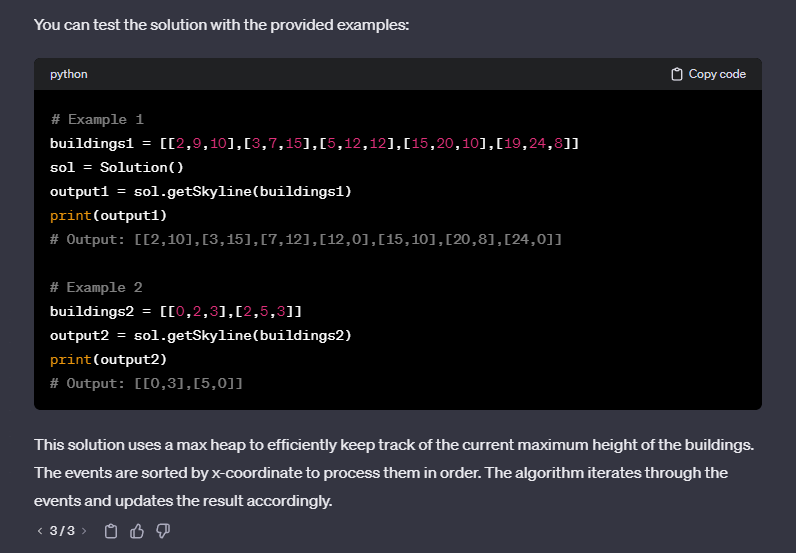 You can test the solution with the provided examples:
python
Copy code
# Example 1
buildings1 = [[2,9,10],[3,7,15],[5,12,12],[15,20,10],[19,24,8]]
sol = Solution()
output1 = sol.getSkyline(buildings1)
print(output1)
# Output: [[2,10],[3,15],[7,12],[12,0],[15,10],[20,8],[24,0]]
# Example 2
buildings2 = [[0,2,3],[2,5,3]]
output2 = sol.getSkyline(buildings2)
print(output2)
# Output: [[0,3],[5,0]]
This solution uses a max heap to efficiently keep track of the current maximum height of the buildings.
The events are sorted by x-coordinate to process them in order. The algorithm iterates through the
events and updates the result accordingly.
< 3 / 3 >